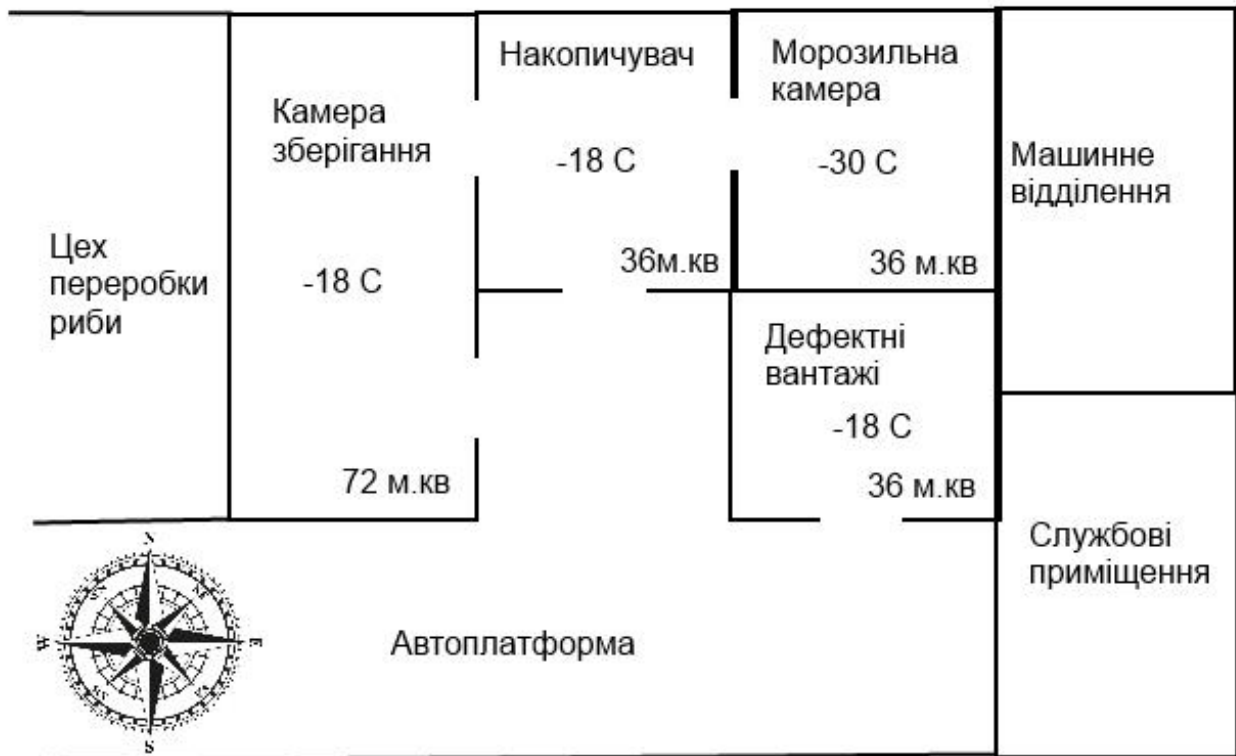 Цех
переробки
риби
Камера
зберігання
-18 С
72 м.кв
Накопичувач
-18 С
36м.кв
Морозильна
камера
-30 С
36 м.кв
Дефектні
вантажі
-18 С
36 м.кв
Машинне
відділення
Службові
приміщення
Автоплатформа
N
W
E
S